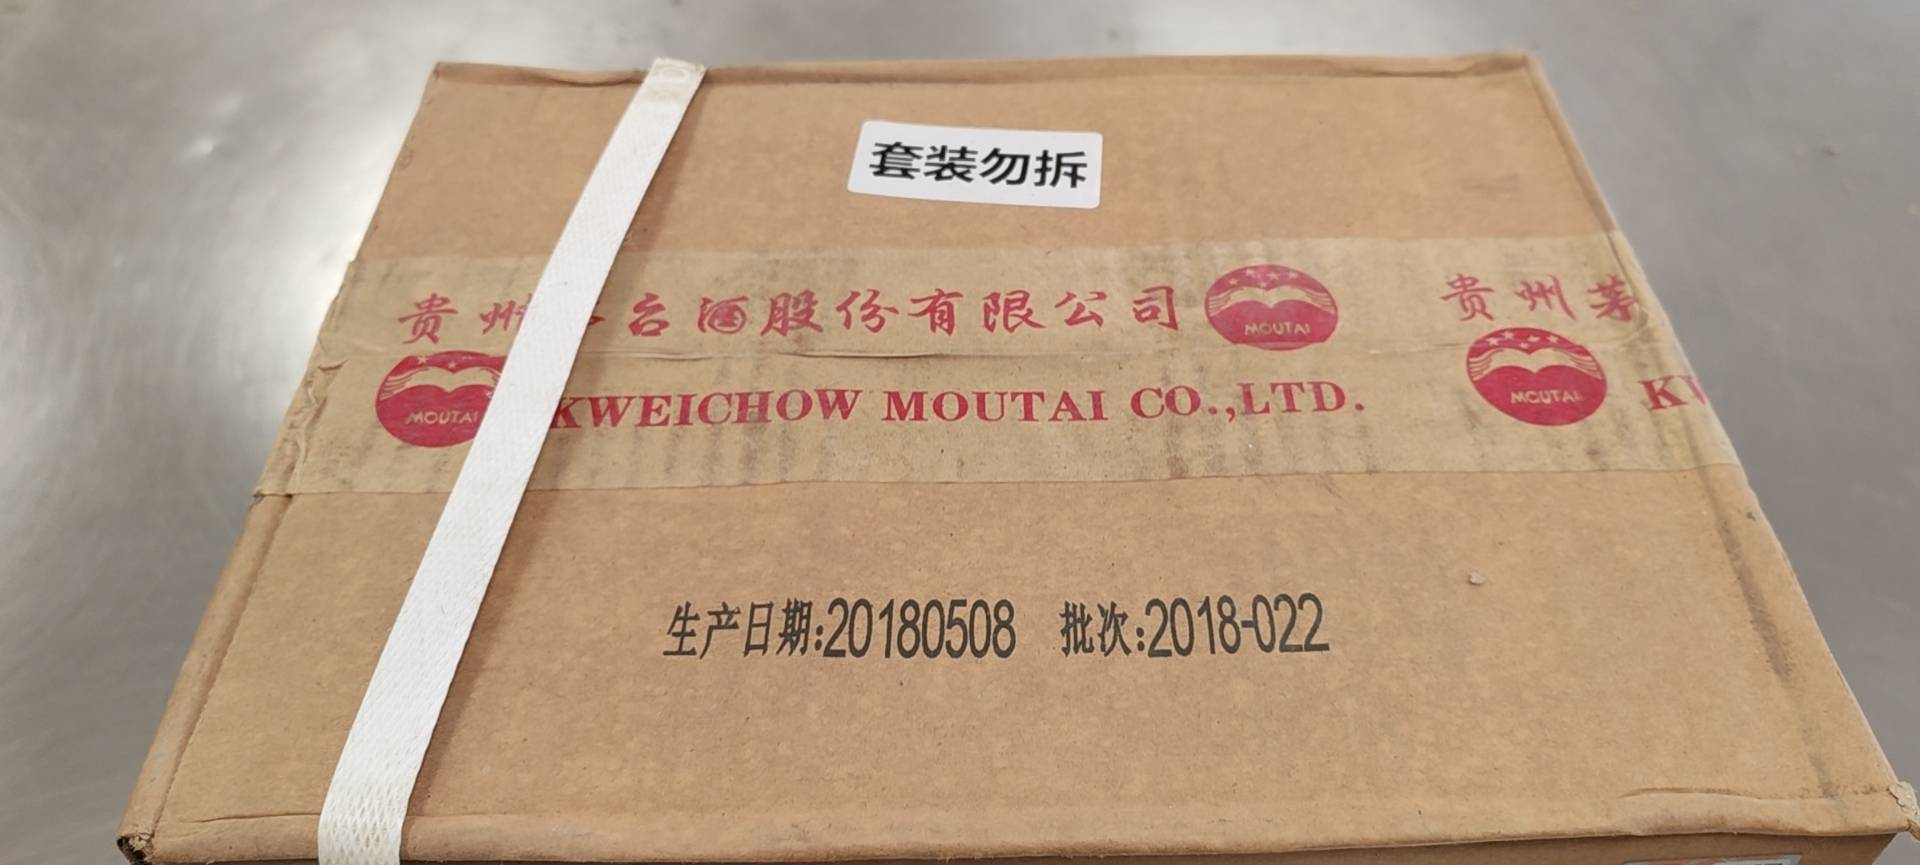 套装勿拆
贵州 台酒股份有限公司 MOUTAI 贵州茅
MOUTAI KWEICHOW MOUTAI CO.,LTD. MOUTAI
生产日期:20180508 批次:2018-022